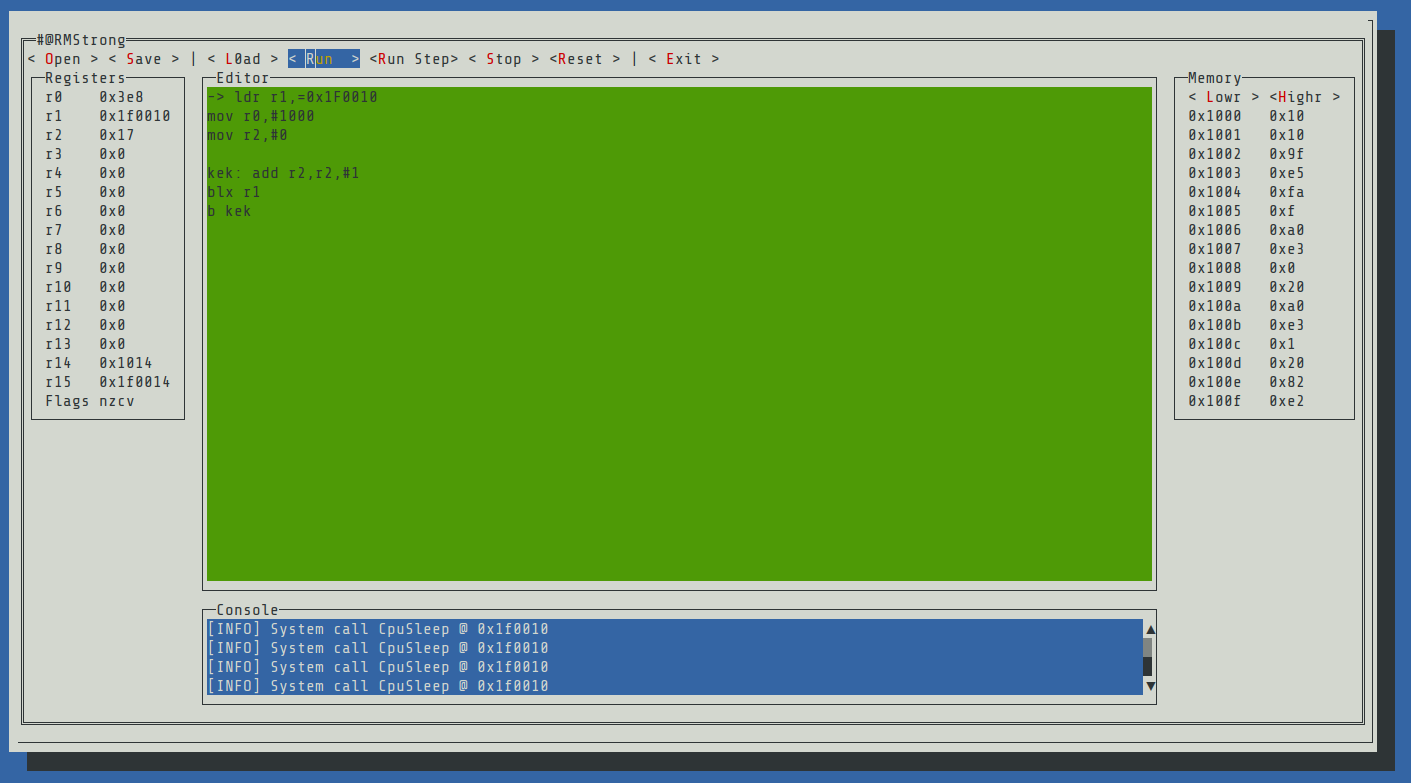 #@RMStrong
< Open > < Save > | < L0ad > < Run > <Run Step> < Stop > <Reset > | < Exit >
Registers
r0 0x3e8
r1 0x1f0010
r2 0x17
r3 0x0
r4 0x0
r5 0x0
r6 0x0
r7 0x0
r8 0x0
r9 0x0
r10 0x0
r11 0x0
r12 0x0
r13 0x0
r14 0x1014
r15 0x1f0014
Flags nzcv
Editor
-> ldr r1,=0x1F0010
mov r0,#1000
mov r2,#0
kek: add r2,r2,#1
blx r1
b kek
Memory
< Lowr > <Highr >
0x1000 0x10
0x1001 0x10
0x1002 0x9f
0x1003 0xe5
0x1004 0xfa
0x1005 0xf
0x1006 0xa0
0x1007 0xe3
0x1008 0x0
0x1009 0x20
0x100a 0xa0
0x100b 0xe3
0x100c 0x1
0x100d 0x20
0x100e 0x82
0x100f 0xe2
Console
[INFO] System call CpuSleep @ 0x1f0010
[INFO] System call CpuSleep @ 0x1f0010
[INFO] System call CpuSleep @ 0x1f0010
[INFO] System call CpuSleep @ 0x1f0010